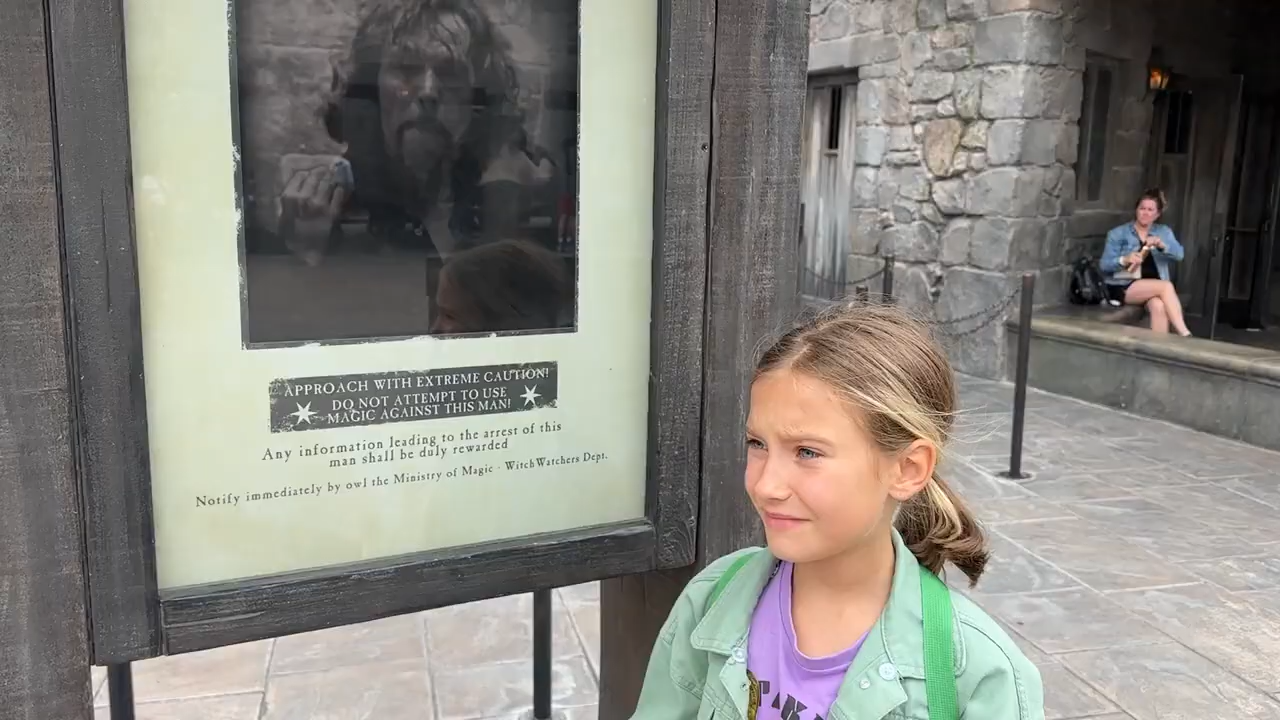 APPROACH WITH EXTREME CAUTION!
DO NOT ATTEMPT TO USE
MAGIC AGAINST THIS MAN!
Any information leading to the arrest of this
man shall be duly rewarded
Notify immediately by owl the Ministry of Magic · WitchWatchers Dept.